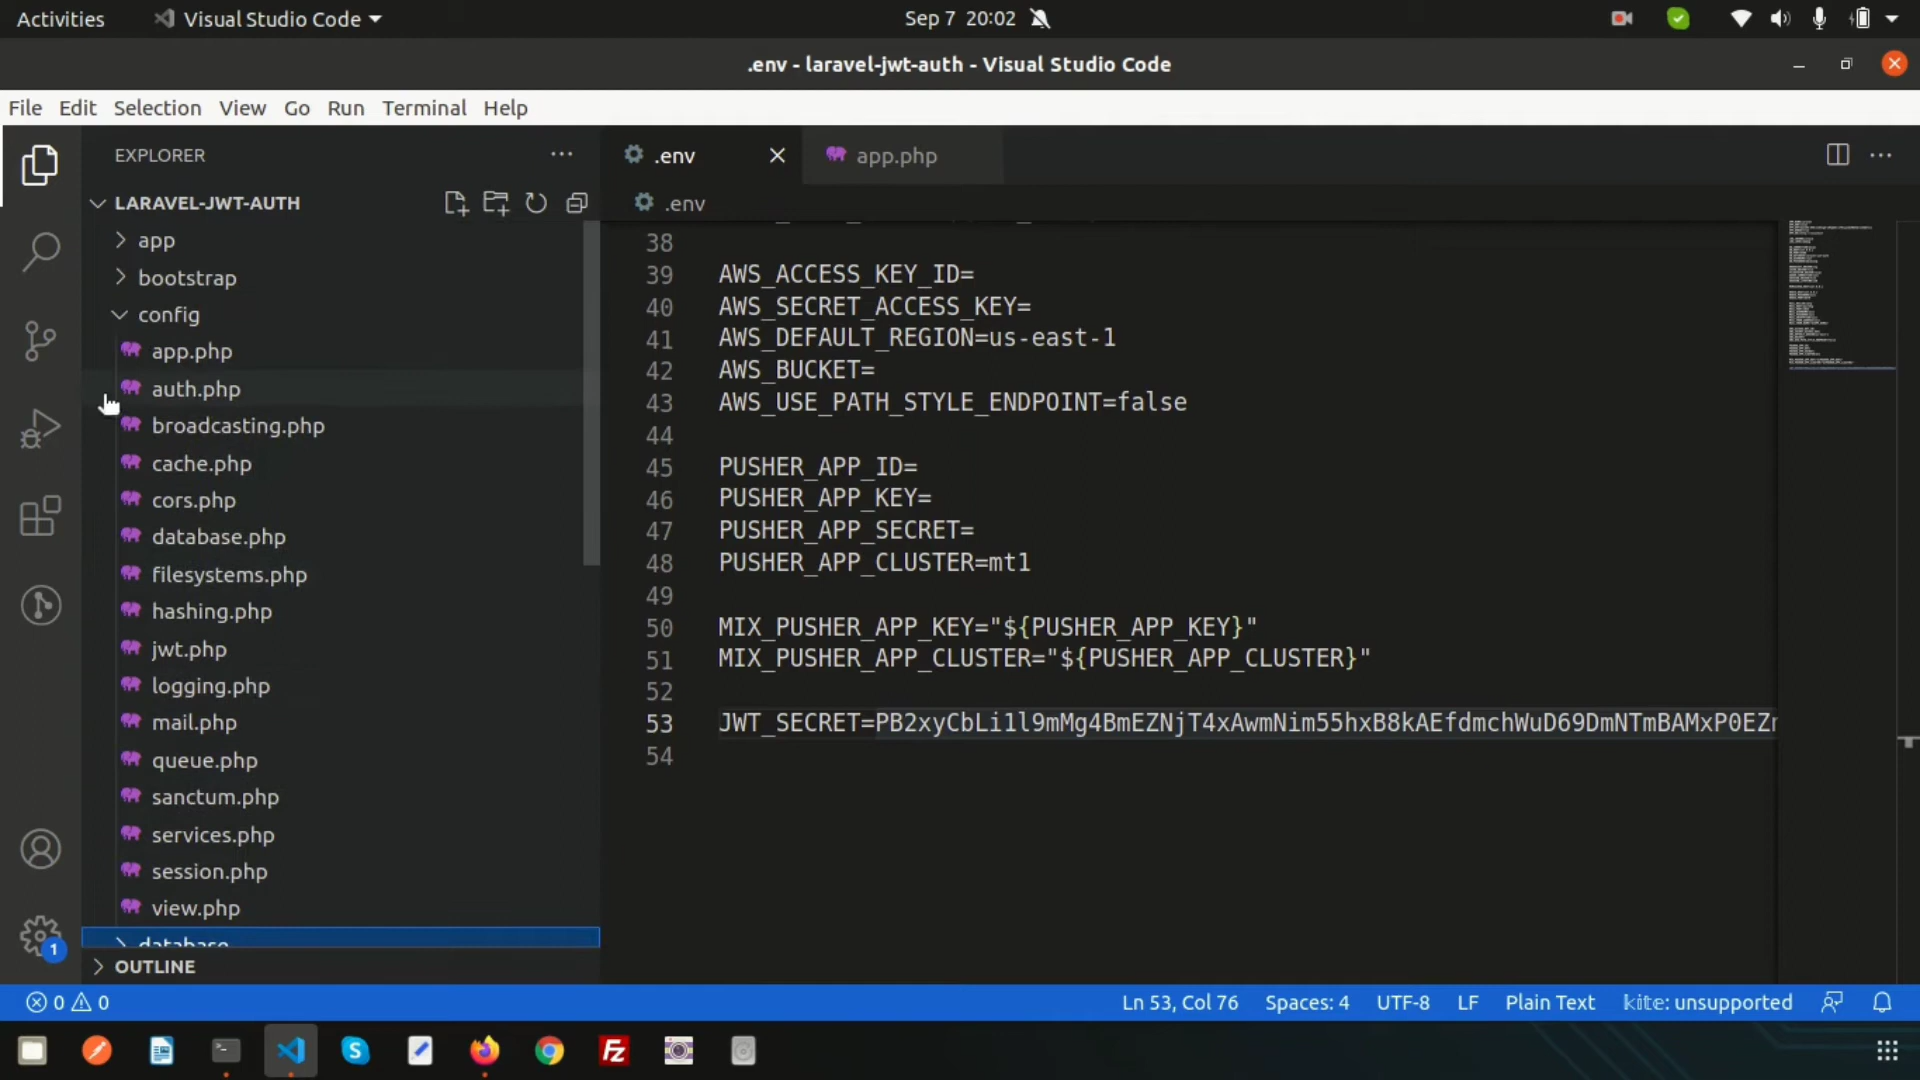 Activities
Visual Studio Code
Sep 7 20:02
.env - laravel-jwt-auth - Visual Studio Code
File Edit Selection View Go Run Terminal Help
EXPLORER
LARAVEL-JWT-AUTH
app
bootstrap
config
app.php
auth.php
broadcasting.php
cache.php
cors.php
database.php
filesystems.php
hashing.php
jwt.php
logging.php
mail.php
queue.php
sanctum.php
services.php
session.php
view.php
database
OUTLINE
.env
app.php
.env
38
39 AWS_ACCESS_KEY_ID=
40 AWS_SECRET_ACCESS_KEY=
41 AWS_DEFAULT_REGION=us-east-1
42 AWS_BUCKET=
43 AWS_USE_PATH_STYLE_ENDPOINT=false
44
45 PUSHER_APP_ID=
46 PUSHER_APP_KEY=
47 PUSHER_APP_SECRET=
48 PUSHER_APP_CLUSTER=mt1
49
50 MIX_PUSHER_APP_KEY="${PUSHER_APP_KEY}"
51 MIX_PUSHER_APP_CLUSTER="${PUSHER_APP_CLUSTER}"
52
53 JWT_SECRET=PB2xyCbLi1l9mMg4BmEZNjT4xAwmNim55hxB8kAEfdmchWuD69DmNTmBAMxP0EZ
54
1
0 0
Ln 53, Col 76 Spaces: 4 UTF-8 LF Plain Text kite: unsupported